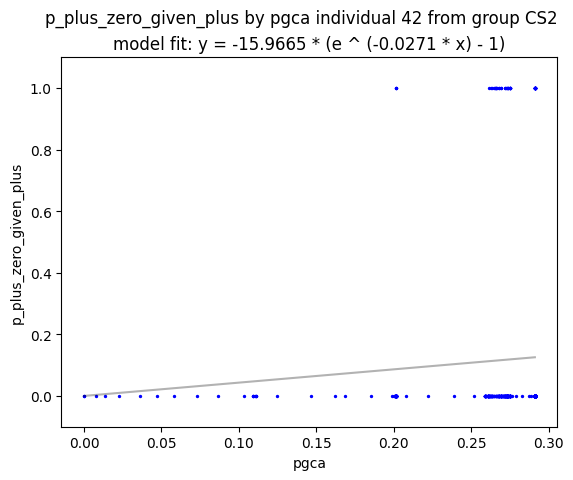 p_plus_zero_given_plus by pgca individual 42 from group CS2
model fit: y = -15.9665 * (e ^ (-0.0271 * x) - 1)
1.0
0.8
0.6
0.4
0.2
0.0
p_plus_zero_given_plus
0.00 0.05 0.10 0.15 0.20 0.25 0.30
pgca